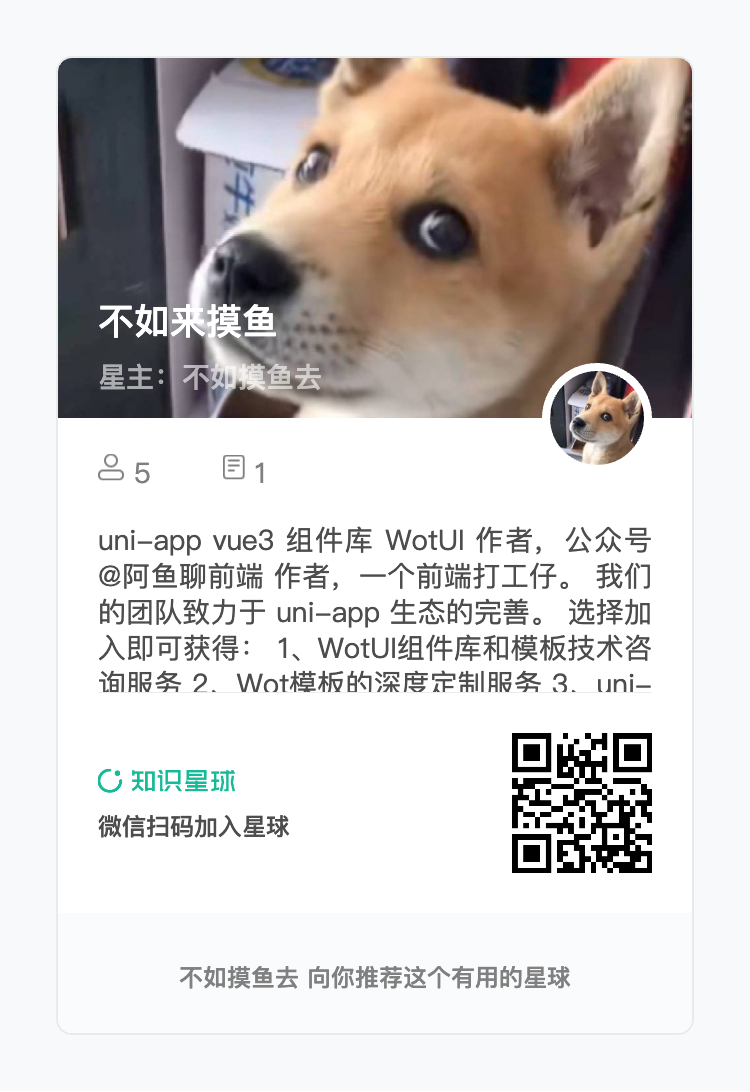 不如来摸鱼
星主：不如摸鱼去
5 1
uni-app vue3 组件库 WotUI 作者，公众号
@阿鱼聊前端 作者，一个前端打工仔。 我们
的团队致力于 uni-app 生态的完善。 选择加
入即可获得： 1、WotUI组件库和模板技术咨
询服务 2、Wot模板的深度定制服务 3、uni-
知识星球
微信扫码加入星球
不如摸鱼去 向你推荐这个有用的星球